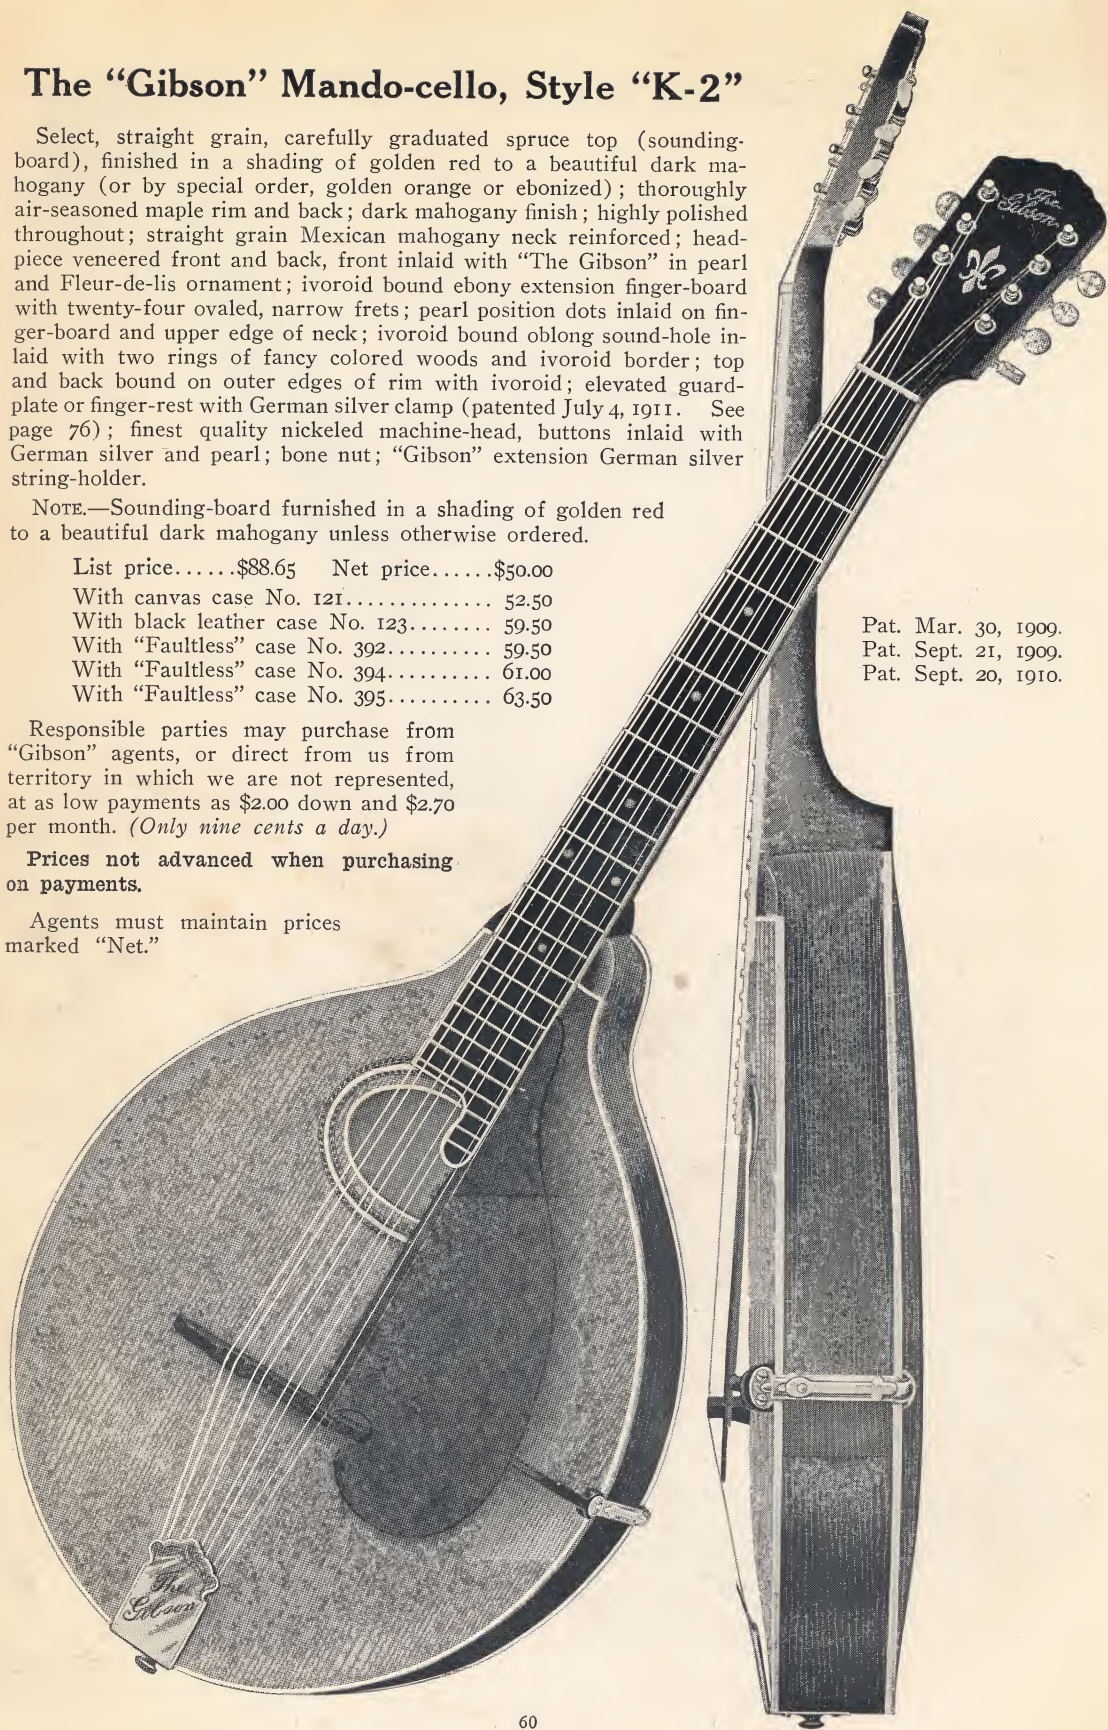 The “Gibson” Mando-cello, Style “K-2”
Select, straight grain, carefully graduated spruce top (sounding-
board), finished in a shading of golden red to a beautiful dark ma-
hogany (or by special order, golden orange or ebonized); thoroughly
air-seasoned maple rim and back; dark mahogany finish; highly polished
throughout; straight grain Mexican mahogany neck reinforced; head-
piece veneered front and back, front inlaid with “The Gibson” in pearl
and Fleur-de-lis ornament; ivoroid bound ebony extension finger-board
with twenty-four ovaled, narrow frets; pearl position dots inlaid on fin-
ger-board and upper edge of neck; ivoroid bound oblong sound-hole in-
laid with two rings of fancy colored woods and ivoroid border; top
and back bound on outer edges of rim with ivoroid; elevated guard-
plate or finger-rest with German silver clamp (patented July 4, 1911. See
page 76); finest quality nickeled machine-head, buttons inlaid with
German silver and pearl; bone nut; “Gibson” extension German silver
string-holder.
NOTE.—Sounding-board furnished in a shading of golden red
to a beautiful dark mahogany unless otherwise ordered.
List price......$88.65 Net price......$50.00
With canvas case No. 121.............. 52.50
With black leather case No. 123........ 59.50
With “Faultless” case No. 392.......... 59.50
With “Faultless” case No. 394.......... 61.00
With “Faultless” case No. 395.......... 63.50
Responsible parties may purchase from
“Gibson” agents, or direct from us from
territory in which we are not represented,
at as low payments as $2.00 down and $2.70
per month. (Only nine cents a day.)
Prices not advanced when purchasing
on payments.
Agents must maintain prices
marked “Net.”
The
Gibson
Pat. Mar. 30, 1909.
Pat. Sept. 21, 1909.
Pat. Sept. 20, 1910.
The
Gibson
60